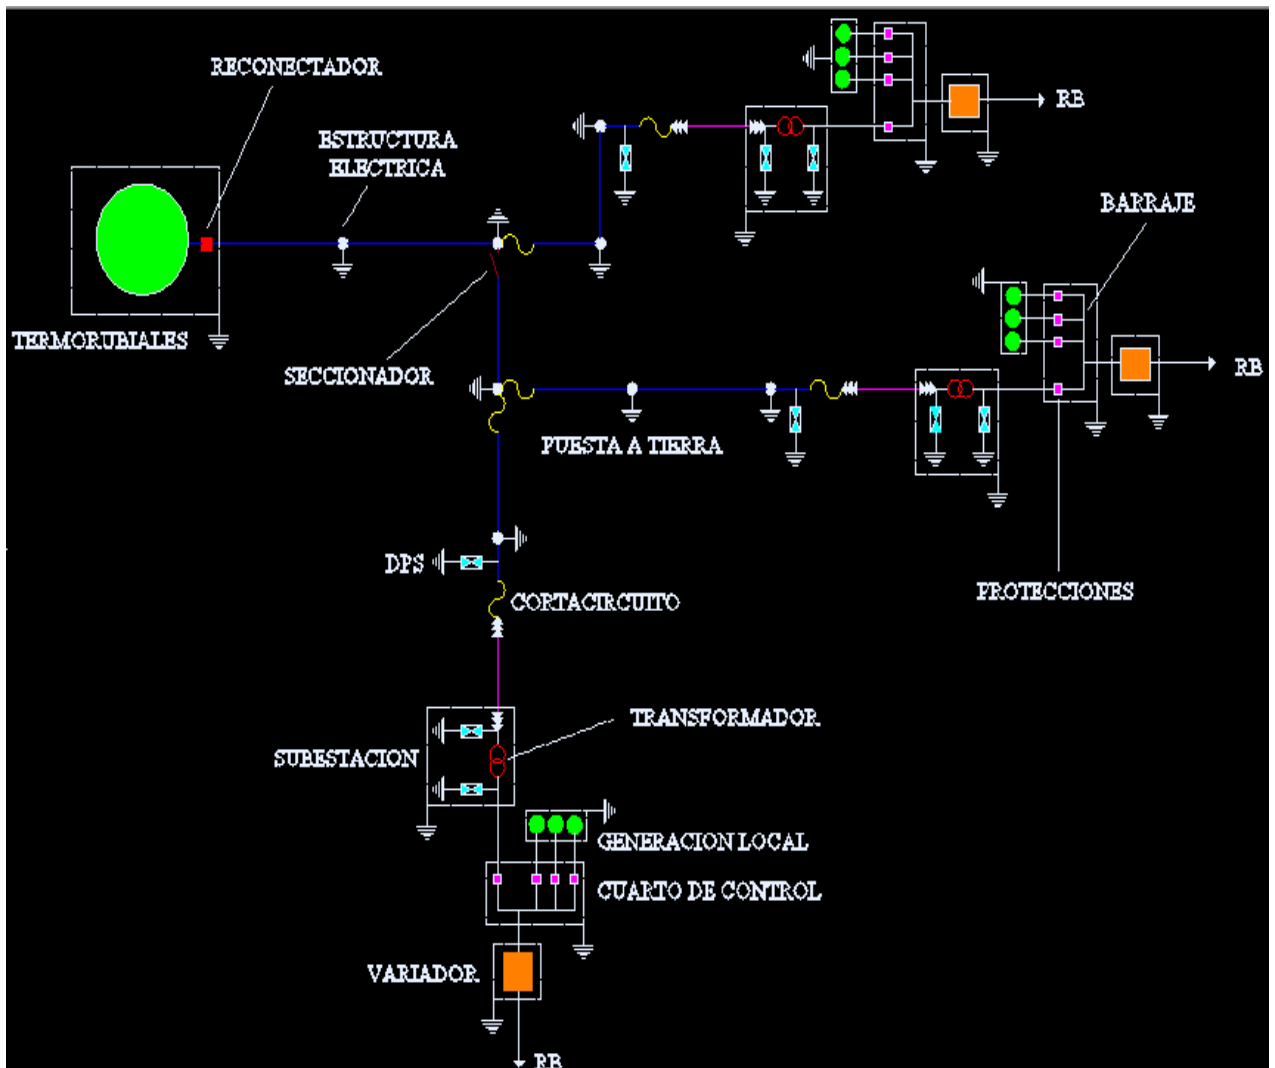 RECONECTADOR
RB
ESTRUCTURA
ELECTRICA
BARRAJE
TERMORUBIALES
SECCIONADOR
RB
PUESTA A TIERRA
DPS
CORTACIRCUITO
PROTECCIONES
TRANSFORMADOR
SUBESTACION
GENERACION LOCAL
CUARTO DE CONTROL
VARIADOR
RB